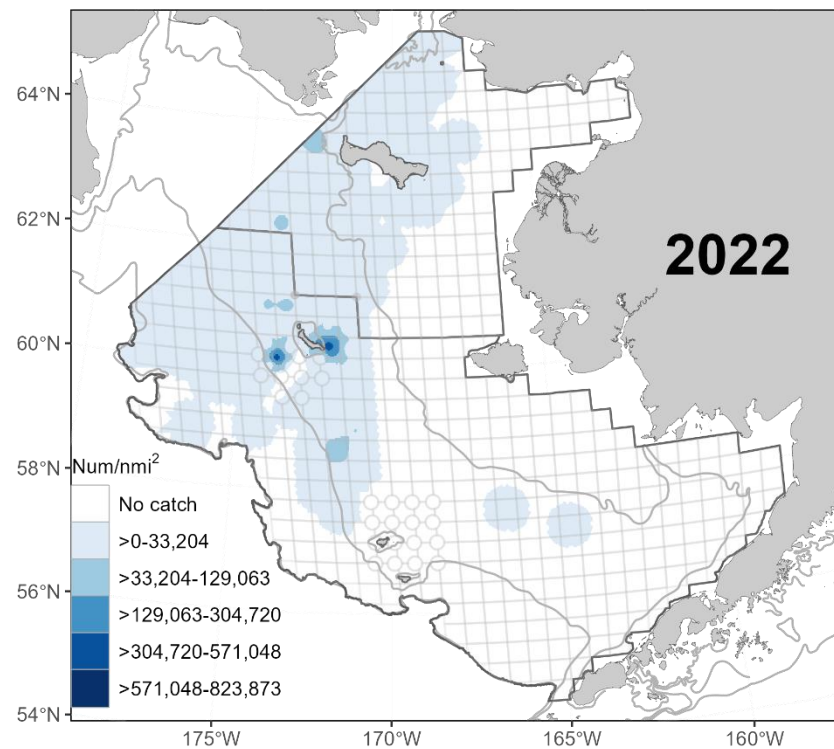 64°N
62°N
60°N
58°N
56°N
54°N
2022
Num/nmi²
No catch
>0-33,204
>33,204-129,063
>129,063-304,720
>304,720-571,048
>571,048-823,873
175°W
170°W
165°W
160°W